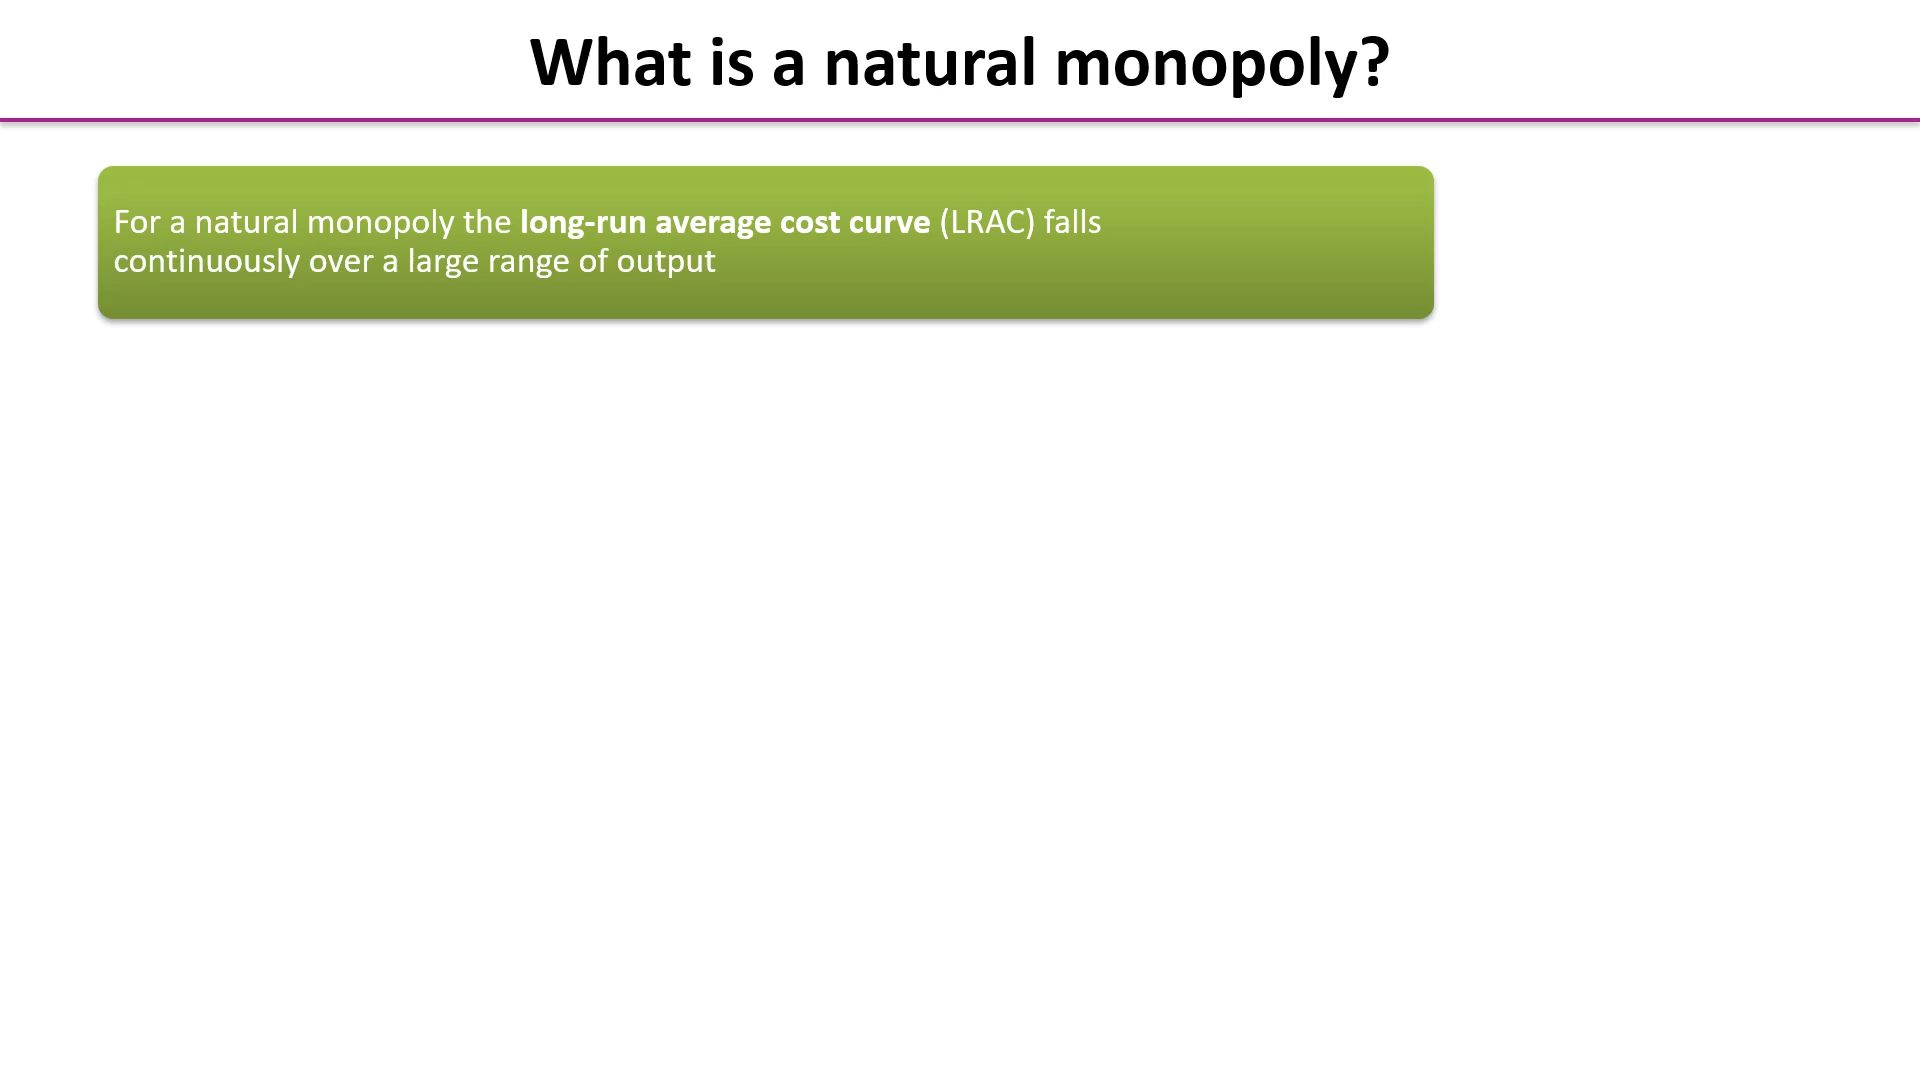 What is a natural monopoly?
For a natural monopoly the long-run average cost curve (LRAC) falls
continuously over a large range of output